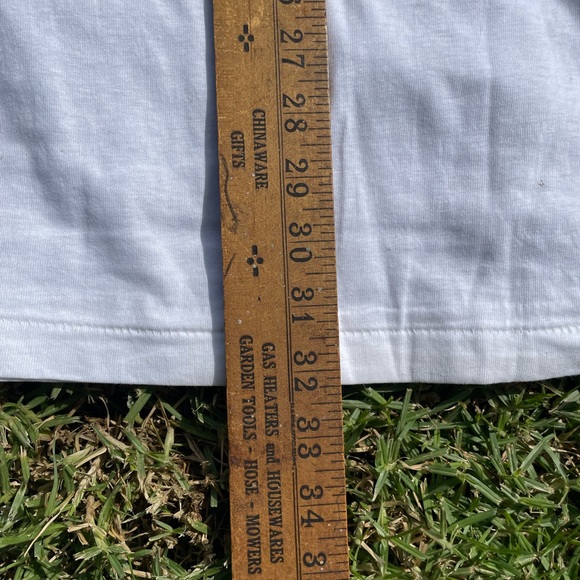 27
28
29
30
31
32
33
34
CHINAWARE
GIFTS
GAS HEATERS and HOUSEWARES
GARDEN TOOLS - HOSE - MOWERS